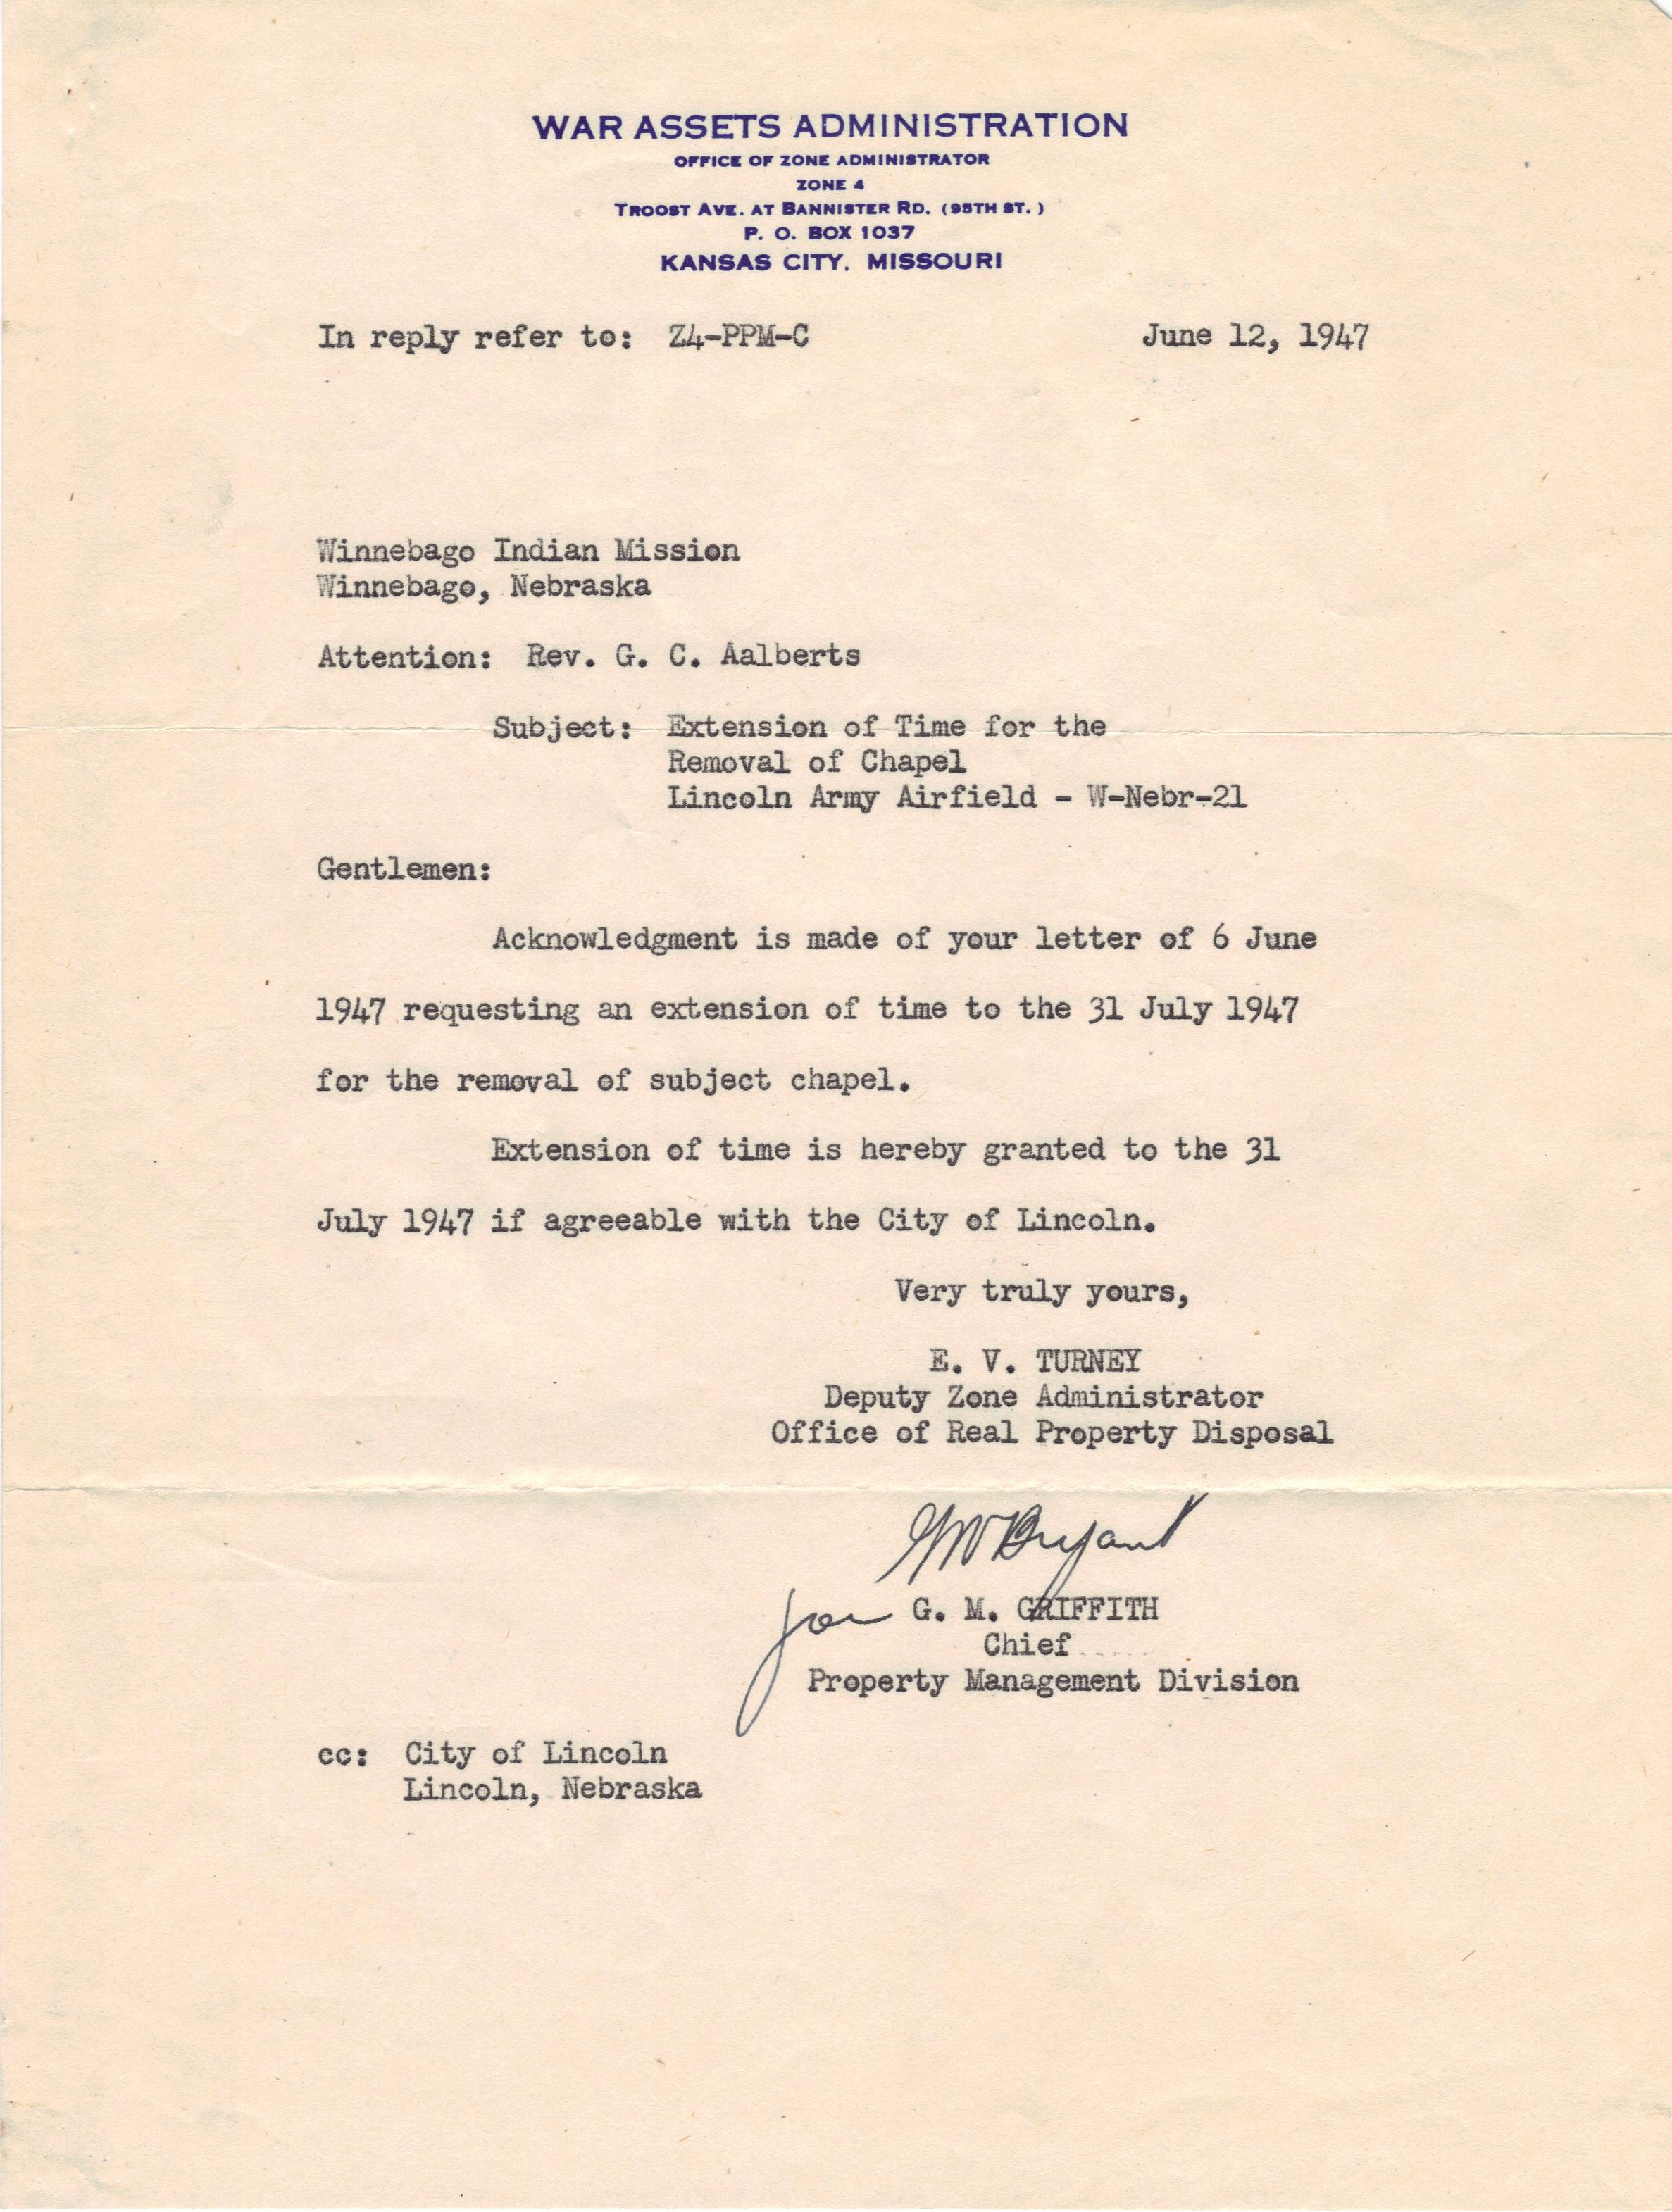 WAR ASSETS ADMINISTRATION
OFFICE OF ZONE ADMINISTRATOR
ZONE 4
TROOST AVE. AT BANNISTER RD. (95TH ST.)
P. O. BOX 1037
KANSAS CITY, MISSOURI
In reply refer to: Z4-PPM-C June 12, 1947
Winnebago Indian Mission
Winnebago, Nebraska
Attention: Rev. G. C. Aalberts
Subject: Extension of Time for the
Removal of Chapel
Lincoln Army Airfield - W-Nebr-21
Gentlemen:
Acknowledgment is made of your letter of 6 June
1947 requesting an extension of time to the 31 July 1947
for the removal of subject chapel.
Extension of time is hereby granted to the 31
July 1947 if agreeable with the City of Lincoln.
Very truly yours,
E. V. TURNEY
Deputy Zone Administrator
Office of Real Property Disposal
Bryant
for G. M. GRIFFITH
Chief
Property Management Division
cc: City of Lincoln
Lincoln, Nebraska